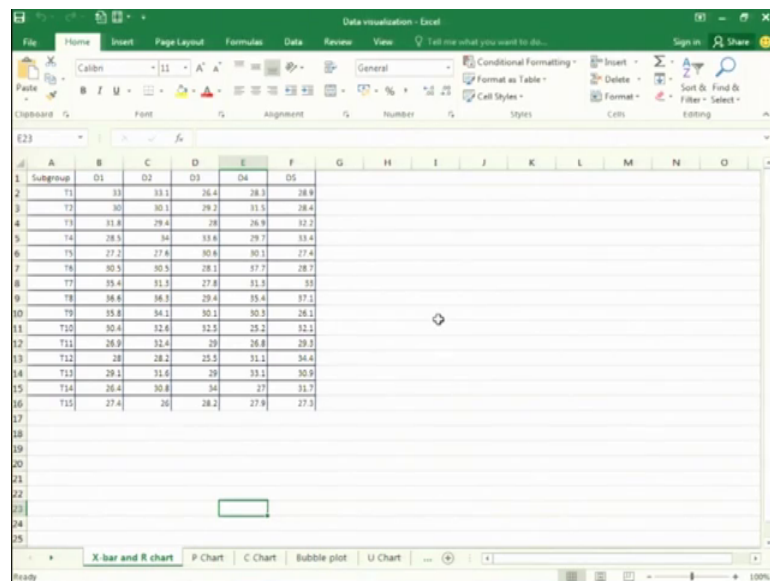 Data visualization - Excel
File Home Insert Page Layout Formulas Data Review View Tell me what you want to do... Sign in Share
Calibri 11 General Conditional Formatting Insert
Paste B I U Format as Table Delete Sort & Find &
Cell Styles Format Filter Select
Clipboard Font Alignment Number Styles Cells Editing
E23 fx
A B C D E F G H I J K L M N O
1 Subgroup D1 D2 D3 D4 D5
2 T1 33 33.1 26.4 28.3 28.9
3 T2 30 30.1 29.2 31.5 28.4
4 T3 31.8 29.4 28 26.9 32.2
5 T4 28.5 34 33.6 29.7 33.4
6 T5 27.2 27.6 30.6 30.1 27.4
7 T6 30.5 30.5 28.1 37.7 28.7
8 T7 35.4 31.3 27.8 31.3 33
9 T8 36.6 36.3 29.4 35.4 37.1
10 T9 35.8 34.1 30.1 30.3 26.1
11 T10 30.4 32.6 32.5 25.2 32.1
12 T11 26.9 32.4 29 26.8 29.3
13 T12 28 28.2 25.5 31.1 34.4
14 T13 29.1 31.6 29 33.1 30.9
15 T14 26.4 30.8 34 27 31.7
16 T15 27.4 26 28.2 27.9 27.3
17
18
19
20
21
22
23
24
25
X-bar and R chart P Chart C Chart Bubble plot U Chart ...
Ready 100%